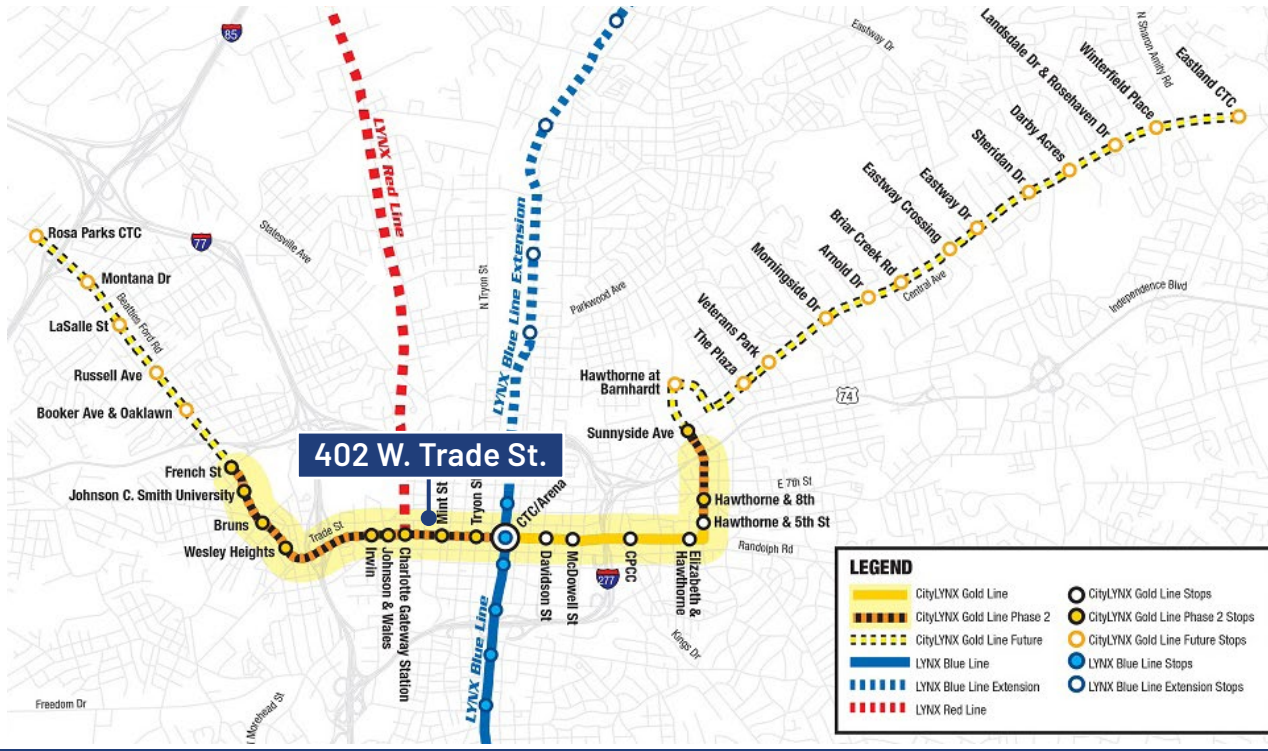 85
Eastway Dr
N Sharon Amity Rd
Landsdale Dr & Rosehaven Dr
Winterfield Place
Eastland CTC
LYNX Red Line
Darby Acres
Sheridan Dr
Eastway Dr
Eastway Crossing
Rosa Parks CTC
77
Statesville Ave
LYNX Blue Line Extension
N Tryon St
Parkwood Ave
Briar Creek Rd
Arnold Dr
Central Ave
Morningside Dr
Independence Blvd
Montana Dr
Beatties Ford Rd
LaSalle St
Veterans Park
The Plaza
Russell Ave
Hawthorne at
Barnhardt
74
Booker Ave & Oaklawn
Sunnyside Ave
402 W. Trade St.
French St
Johnson C. Smith University
Bruns
Wesley Heights
Trade St
Mint St
Tryon St
CTC/Arena
E 7th St
Hawthorne & 8th
Hawthorne & 5th St
Randolph Rd
Irwin
Johnson & Wales
Charlotte Gateway Station
Davidson St
McDowell St
CPCC
277
Elizabeth &
Hawthorne
Kings Dr
LYNX Blue Line
Freedom Dr
Morehead St
LEGEND
CityLYNX Gold Line
CityLYNX Gold Line Phase 2
CityLYNX Gold Line Future
LYNX Blue Line
LYNX Blue Line Extension
LYNX Red Line
CityLYNX Gold Line Stops
CityLYNX Gold Line Phase 2 Stops
CityLYNX Gold Line Future Stops
LYNX Blue Line Stops
LYNX Blue Line Extension Stops